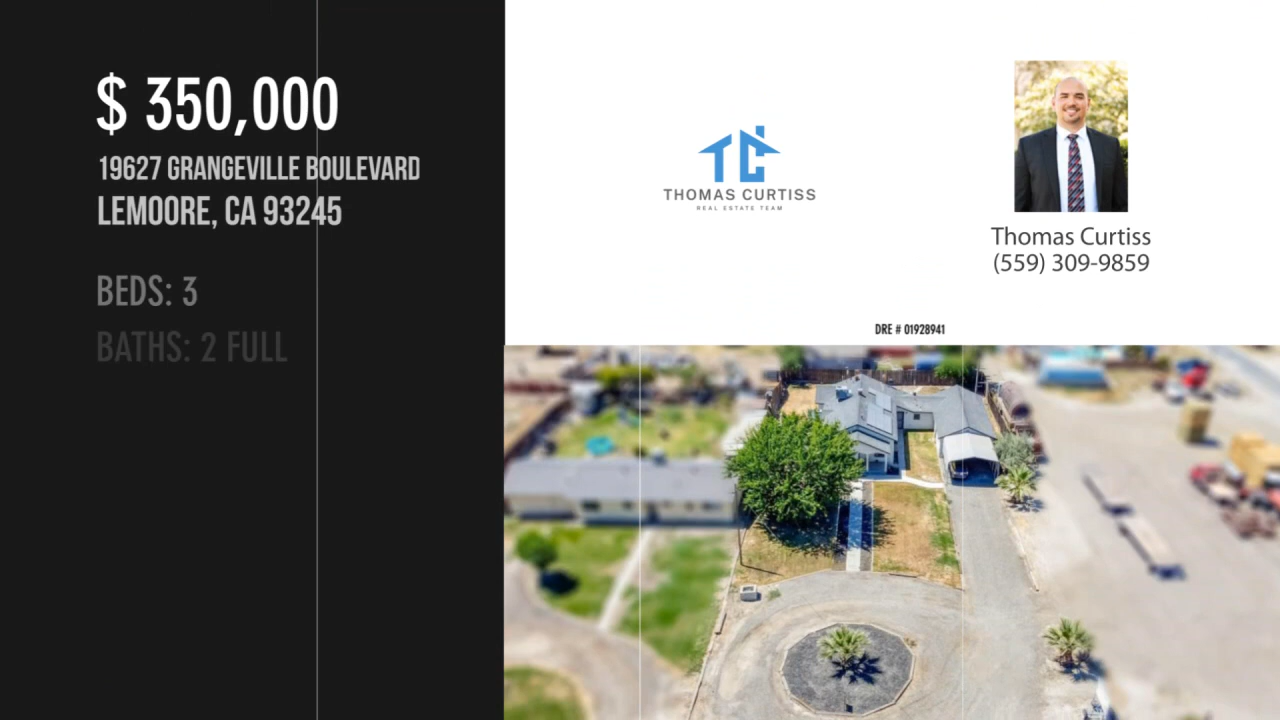 $ 350,000
19627 GRANGEVILLE BOULEVARD
LEMOORE, CA 93245
BEDS: 3
BATHS: 2 FULL
TC
THOMAS CURTISS
REAL ESTATE TEAM
Thomas Curtiss
(559) 309-9859
DRE # 01928941